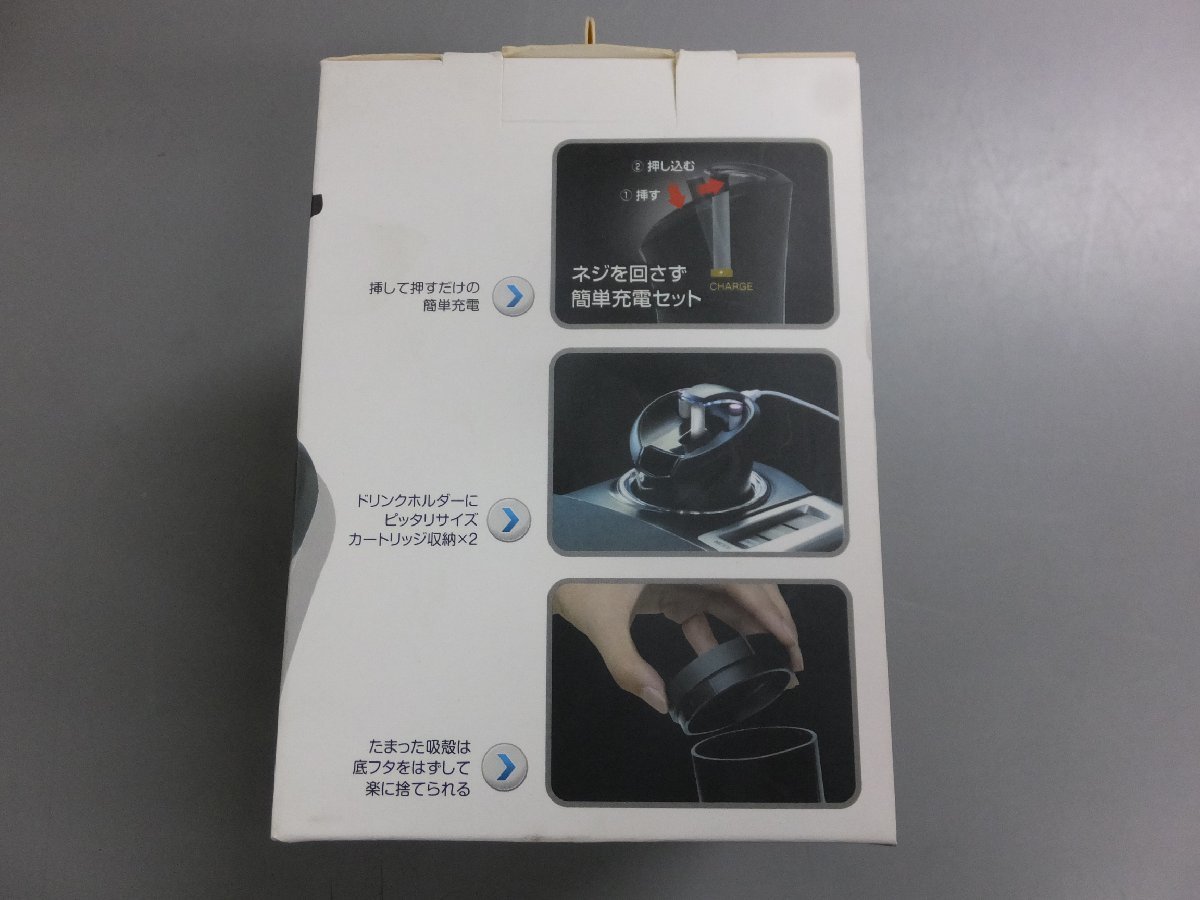 ② 押し込む
① 挿す
ネジを回さず
簡単充電セット
CHARGE
挿して押すだけの
簡単充電
ドリンクホルダーに
ピッタリサイズ
カートリッジ収納×2
たまった吸殻は
底フタをはずして
楽に捨てられる